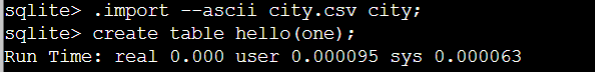 sqlite> .import --ascii city.csv city;
sqlite> create table hello(one);
Run Time: real 0.000 user 0.000095 sys 0.000063